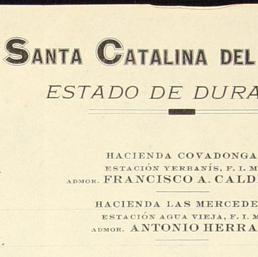 SANTA CATALINA DEL
ESTADO DE DURA
HACIENDA COVADONGA
ESTACIÓN YERBANÍS, F. I. M
ADMOR. FRANCISCO A. CALD
HACIENDA LAS MERCEDE
ESTACIÓN AGUA VIEJA, F. I. M
ADMOR. ANTONIO HERRA